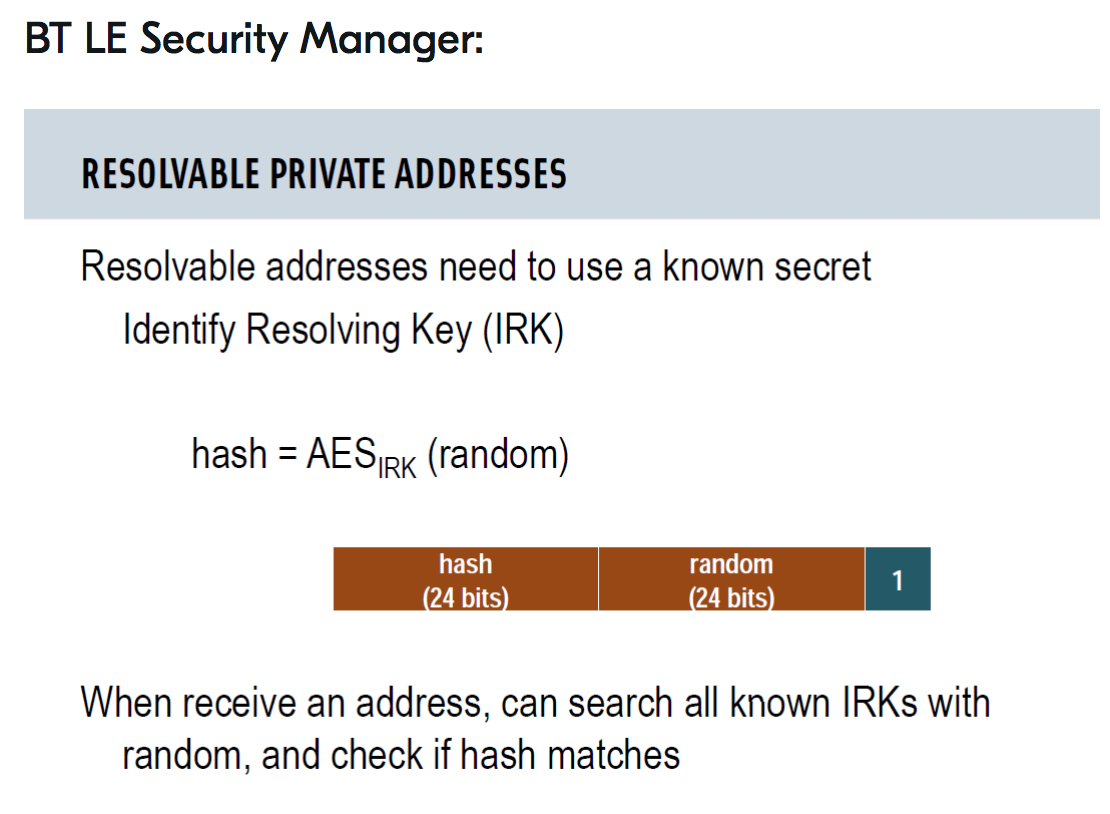 BT LE Security Manager:
RESOLVABLE PRIVATE ADDRESSES
Resolvable addresses need to use a known secret
Identify Resolving Key (IRK)
hash = AESIRK (random)
hash
(24 bits)
random
(24 bits)
1
When receive an address, can search all known IRKs with
random, and check if hash matches